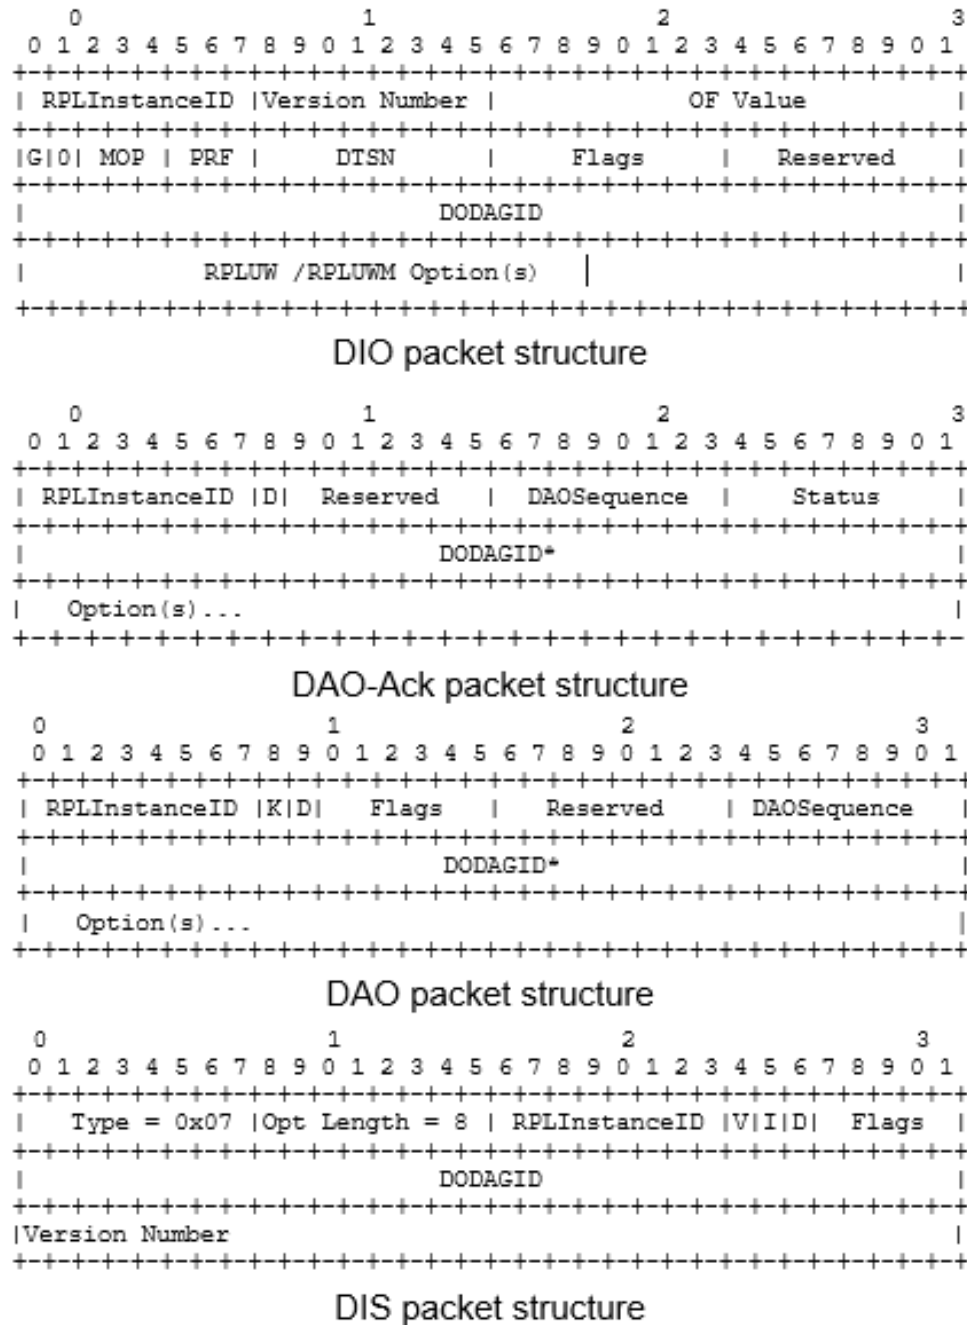 0 1 2 3
0 1 2 3 4 5 6 7 8 9 0 1 2 3 4 5 6 7 8 9 0 1 2 3 4 5 6 7 8 9 0 1
+-+-+-+-+-+-+-+-+-+-+-+-+-+-+-+-+-+-+-+-+-+-+-+-+-+-+-+-+-+-+-+-+
| RPLInstanceID |Version Number | OF Value |
+-+-+-+-+-+-+-+-+-+-+-+-+-+-+-+-+-+-+-+-+-+-+-+-+-+-+-+-+-+-+-+-+
|G|0| MOP | PRF | DTSN | Flags | Reserved |
+-+-+-+-+-+-+-+-+-+-+-+-+-+-+-+-+-+-+-+-+-+-+-+-+-+-+-+-+-+-+-+-+
| DODAGID |
+-+-+-+-+-+-+-+-+-+-+-+-+-+-+-+-+-+-+-+-+-+-+-+-+-+-+-+-+-+-+-+-+
| RPLUW /RPLUWM Option(s) | |
+-+-+-+-+-+-+-+-+-+-+-+-+-+-+-+-+-+-+-+-+-+-+-+-+-+-+-+-+-+-+-+-+
DIO packet structure
0 1 2 3
0 1 2 3 4 5 6 7 8 9 0 1 2 3 4 5 6 7 8 9 0 1 2 3 4 5 6 7 8 9 0 1
+-+-+-+-+-+-+-+-+-+-+-+-+-+-+-+-+-+-+-+-+-+-+-+-+-+-+-+-+-+-+-+-+
| RPLInstanceID |D| Reserved | DAOSequence | Status |
+-+-+-+-+-+-+-+-+-+-+-+-+-+-+-+-+-+-+-+-+-+-+-+-+-+-+-+-+-+-+-+-+
| DODAGID* |
+-+-+-+-+-+-+-+-+-+-+-+-+-+-+-+-+-+-+-+-+-+-+-+-+-+-+-+-+-+-+-+-+
| Option(s)... |
+-+-+-+-+-+-+-+-+-+-+-+-+-+-+-+-+-+-+-+-+-+-+-+-+-+-+-
DAO-Ack packet structure
0 1 2 3
0 1 2 3 4 5 6 7 8 9 0 1 2 3 4 5 6 7 8 9 0 1 2 3 4 5 6 7 8 9 0 1
+-+-+-+-+-+-+-+-+-+-+-+-+-+-+-+-+-+-+-+-+-+-+-+-+-+-+-+-+-+-+-+-+
| RPLInstanceID |K|D| Flags | Reserved | DAOSequence |
+-+-+-+-+-+-+-+-+-+-+-+-+-+-+-+-+-+-+-+-+-+-+-+-+-+-+-+-+-+-+-+-+
| DODAGID* |
+-+-+-+-+-+-+-+-+-+-+-+-+-+-+-+-+-+-+-+-+-+-+-+-+-+-+-+-+-+-+-+-+
| Option(s)... |
+-+-+-+-+-+-+-+-+-+-+-+-+-+-+-+-+-+-+-+-+-+-+-+-+-+-+-+-+-+-+-+-+
DAO packet structure
0 1 2 3
0 1 2 3 4 5 6 7 8 9 0 1 2 3 4 5 6 7 8 9 0 1 2 3 4 5 6 7 8 9 0 1
+-+-+-+-+-+-+-+-+-+-+-+-+-+-+-+-+-+-+-+-+-+-+-+-+-+-+-+-+-+-+-+-+
| Type = 0x07 |Opt Length = 8 | RPLInstanceID |V|I|D| Flags |
+-+-+-+-+-+-+-+-+-+-+-+-+-+-+-+-+-+-+-+-+-+-+-+-+-+-+-+-+-+-+-+-+
| DODAGID |
+-+-+-+-+-+-+-+-+-+-+-+-+-+-+-+-+-+-+-+-+-+-+-+-+-+-+-+-+-+-+-+-+
|Version Number |
+-+-+-+-+-+-+-+-+-+-+-+-+-+-+-+-+-+-+-+-+-+-+-+-+-+-+-+-+-+-+-+-+
DIS packet structure